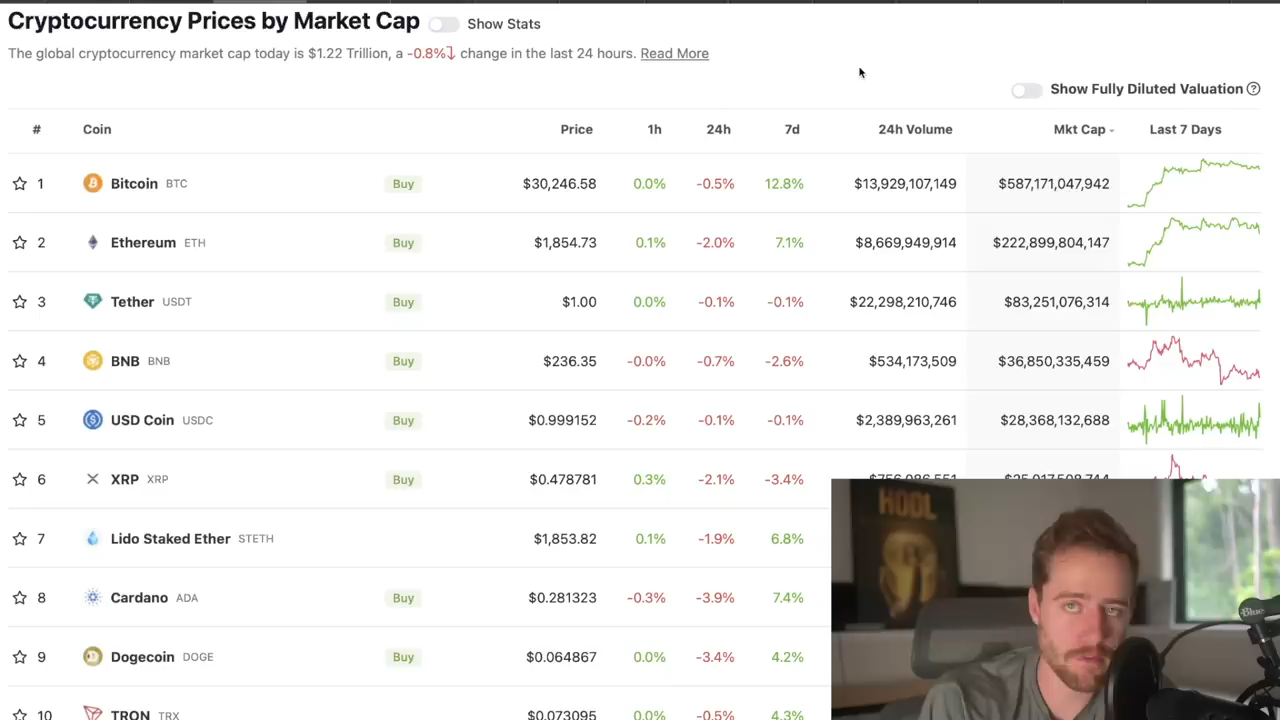 Cryptocurrency Prices by Market Cap Show Stats
The global cryptocurrency market cap today is $1.22 Trillion, a -0.8% change in the last 24 hours. Read More
Show Fully Diluted Valuation ?
# Coin Price 1h 24h 7d 24h Volume Mkt Cap Last 7 Days
1 Bitcoin BTC Buy $30,246.58 0.0% -0.5% 12.8% $13,929,107,149 $587,171,047,942
2 Ethereum ETH Buy $1,854.73 0.1% -2.0% 7.1% $8,669,949,914 $222,899,804,147
3 Tether USDT Buy $1.00 0.0% -0.1% -0.1% $22,298,210,746 $83,251,076,314
4 BNB BNB Buy $236.35 -0.0% -0.7% -2.6% $534,173,509 $36,850,335,459
5 USD Coin USDC Buy $0.999152 -0.2% -0.1% -0.1% $2,389,963,261 $28,368,132,688
6 XRP XRP Buy $0.478781 0.3% -2.1% -3.4%
HODL
7 Lido Staked Ether STETH $1,853.82 0.1% -1.9% 6.8%
8 Cardano ADA Buy $0.281323 -0.3% -3.9% 7.4%
Blue
9 Dogecoin DOGE Buy $0.064867 0.0% -3.4% 4.2%
10 TRON TRX $0.073095 0.0% -0.5% 4.3%